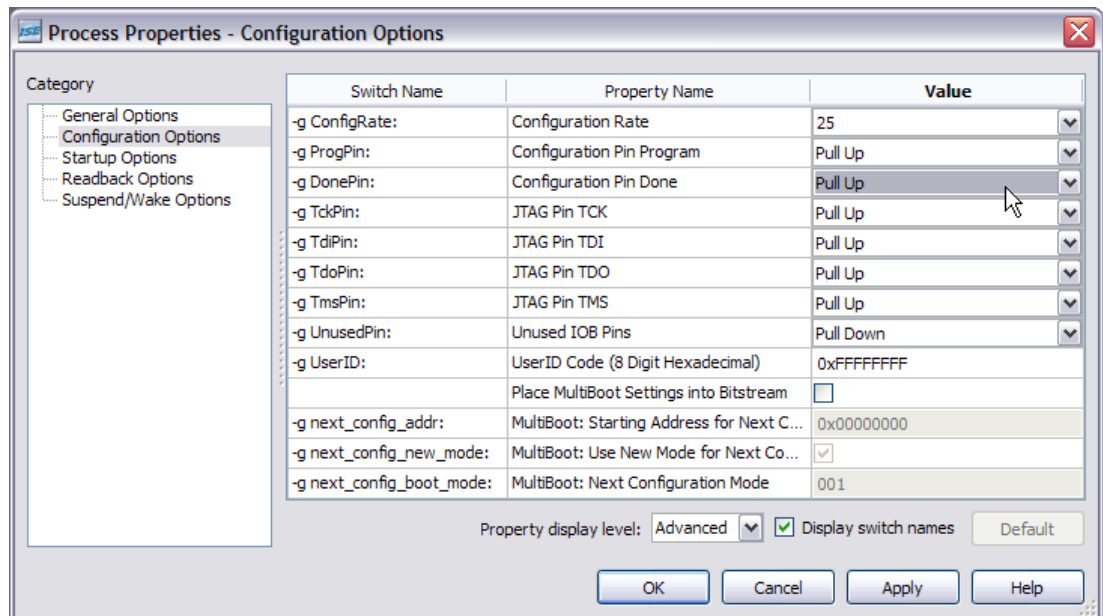 ISE Process Properties - Configuration Options
Category
General Options
Configuration Options
Startup Options
Readback Options
Suspend/Wake Options
Switch Name Property Name Value
-g ConfigRate: Configuration Rate 25
-g ProgPin: Configuration Pin Program Pull Up
-g DonePin: Configuration Pin Done Pull Up
-g TckPin: JTAG Pin TCK Pull Up
-g TdiPin: JTAG Pin TDI Pull Up
-g TdoPin: JTAG Pin TDO Pull Up
-g TmsPin: JTAG Pin TMS Pull Up
-g UnusedPin: Unused IOB Pins Pull Down
-g UserID: UserID Code (8 Digit Hexadecimal) 0xFFFFFFFF
Place MultiBoot Settings into Bitstream
-g next_config_addr: MultiBoot: Starting Address for Next C... 0x00000000
-g next_config_new_mode: MultiBoot: Use New Mode for Next Co...
-g next_config_boot_mode: MultiBoot: Next Configuration Mode 001
Property display level: Advanced Display switch names Default
OK Cancel Apply Help